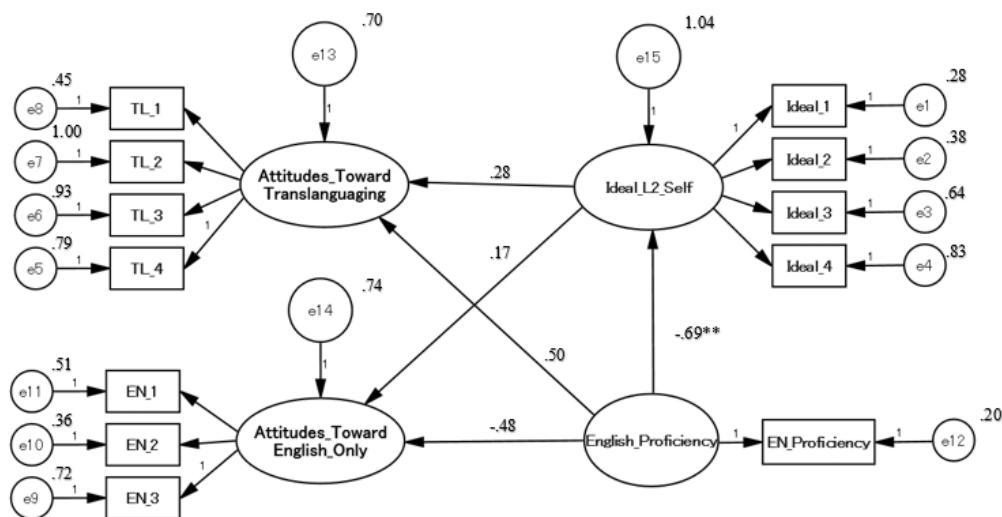 .70
1.04
e13
e15
.45
.28
e8
1
TL_1
1
1
1
Ideal_1
1
e1
1.00
.38
e7
1
TL_2
Attitudes_Toward
Translanguaging
.28
Ideal_L2_Self
Ideal_2
1
e2
.93
.64
e6
1
TL_3
Ideal_3
1
e3
.79
.83
e5
1
TL_4
1
Ideal_4
1
e4
.17
.74
e14
-.69**
.50
.51
1
e11
1
EN_1
.36
.20
e10
1
EN_2
Attitudes_Toward
English_Only
-.48
English_Proficiency
1
EN_Proficiency
1
e12
.72
1
e9
1
EN_3